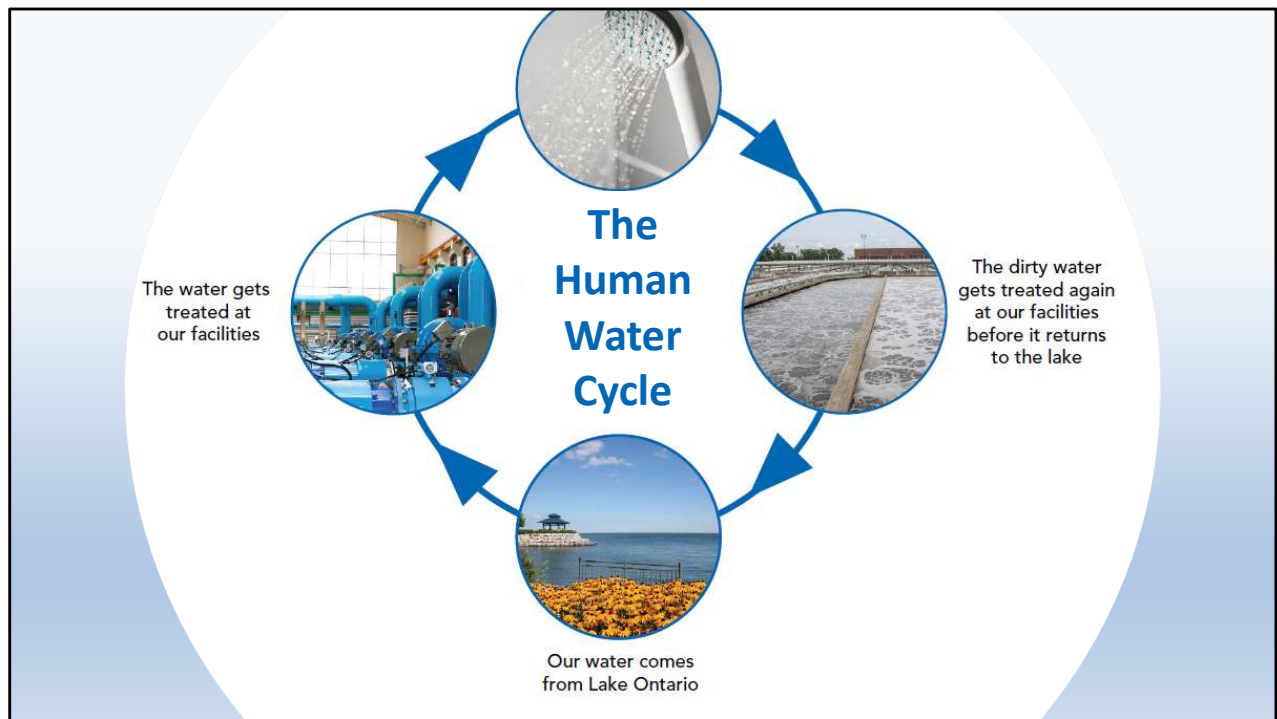 The
Human
Water
Cycle
The water gets
treated at
our facilities
The dirty water
gets treated again
at our facilities
before it returns
to the lake
Our water comes
from Lake Ontario